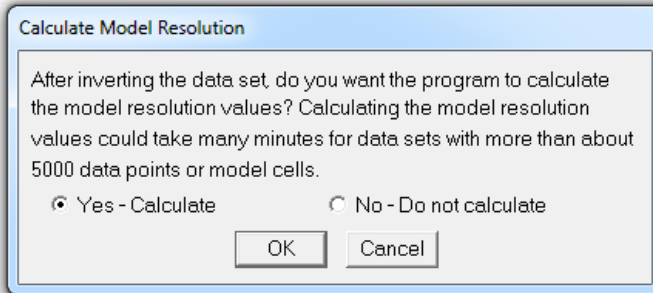 Calculate Model Resolution
After inverting the data set, do you want the program to calculate
the model resolution values? Calculating the model resolution
values could take many minutes for data sets with more than about
5000 data points or model cells.
Yes - Calculate No - Do not calculate
OK Cancel